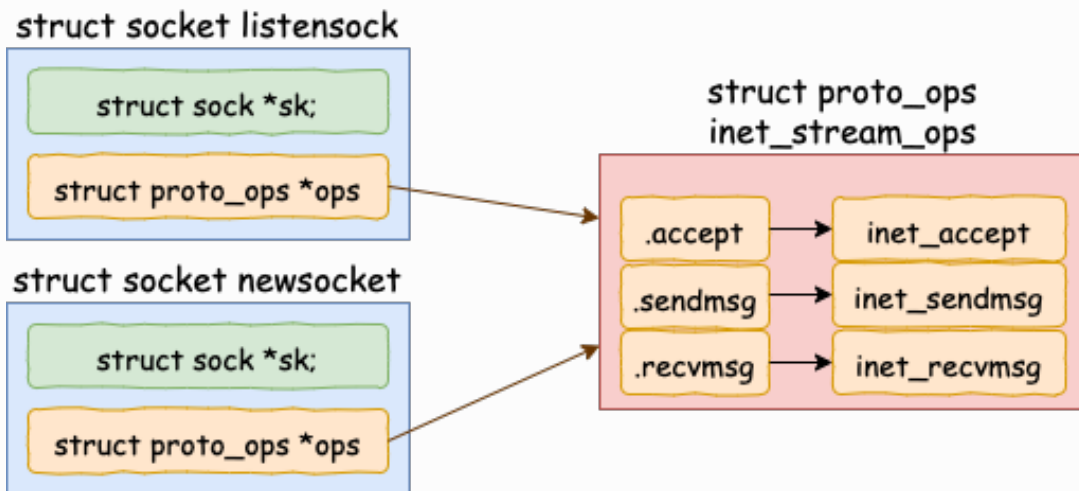 struct socket listensock
struct sock *sk;
struct proto_ops *ops
struct socket newsocket
struct sock *sk;
struct proto_ops *ops
struct proto_ops
inet_stream_ops
.accept
inet_accept
.sendmsg
inet_sendmsg
.recvmsg
inet_recvmsg